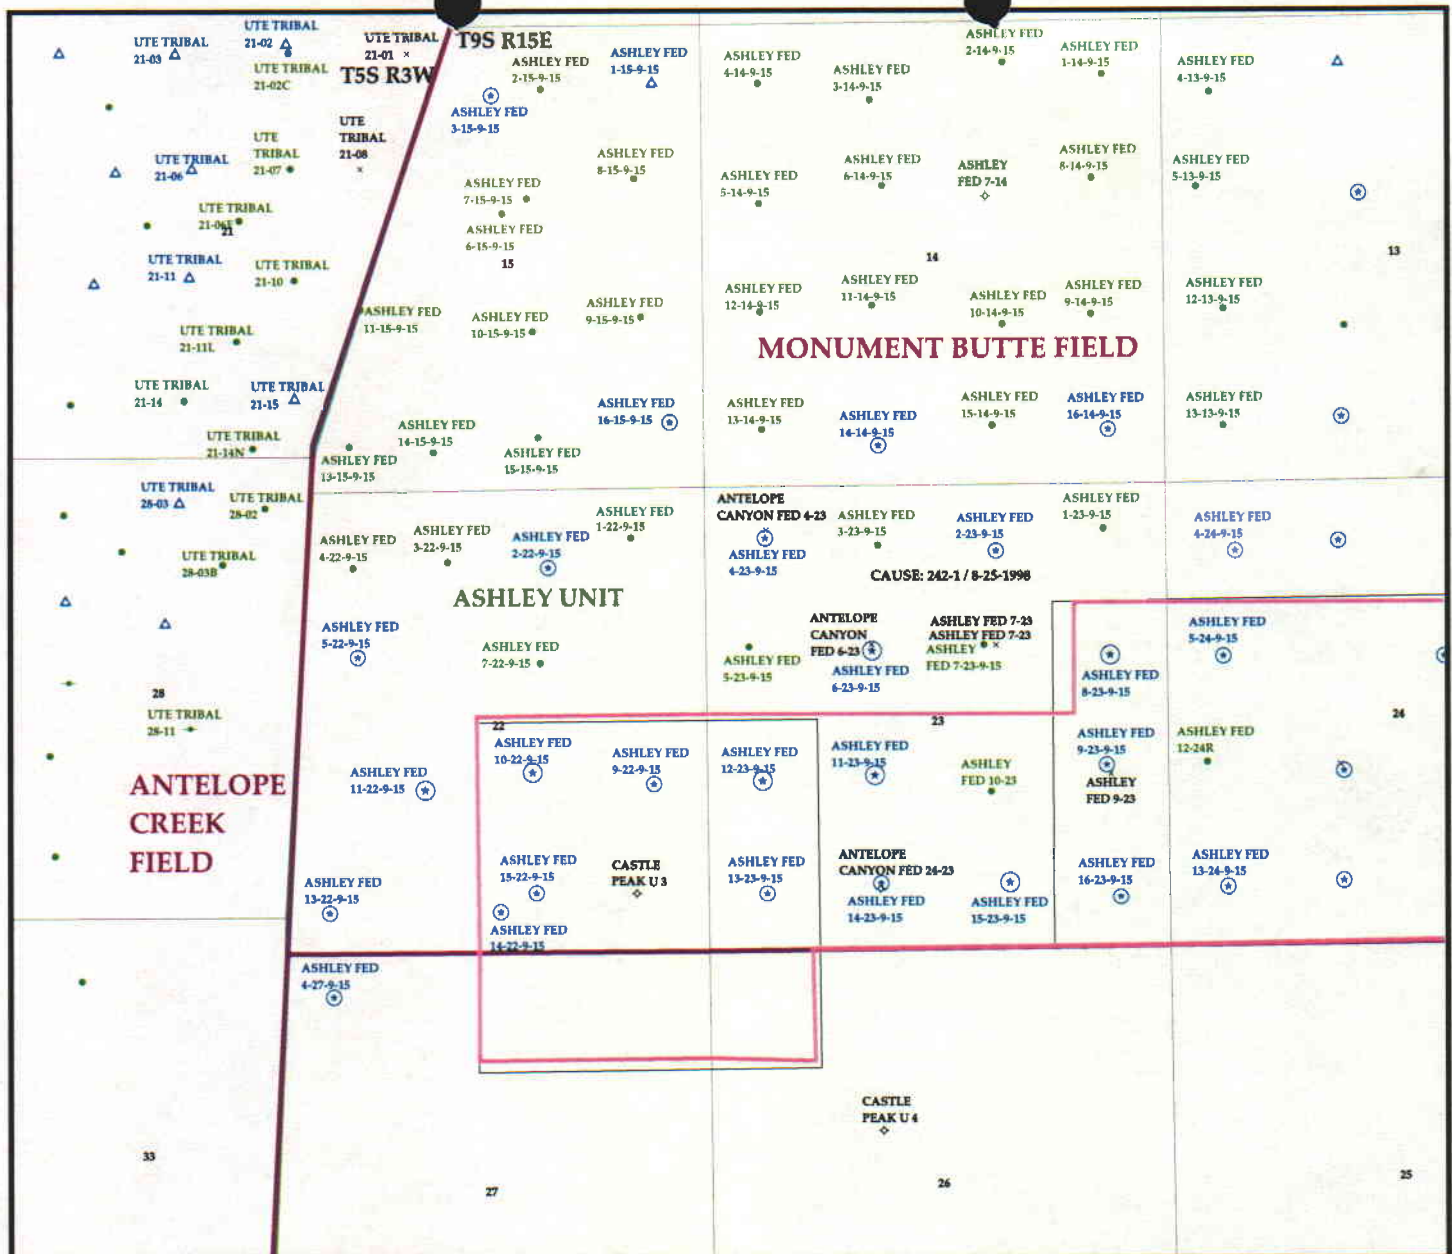 UTE TRIBAL
21-03
UTE TRIBAL
21-02
UTE TRIBAL
21-02C
UTE TRIBAL
21-01
T5S R3W
T9S R15E
ASHLEY FED
2-15-9-15
ASHLEY FED
1-15-9-15
ASHLEY FED
3-15-9-15
ASHLEY FED
4-14-9-15
ASHLEY FED
3-14-9-15
ASHLEY FED
2-14-9-15
ASHLEY FED
1-14-9-15
ASHLEY FED
4-13-9-15
UTE TRIBAL
21-06
UTE
TRIBAL
21-07
UTE
TRIBAL
21-08
UTE TRIBAL
21
ASHLEY FED
7-15-9-15
ASHLEY FED
8-15-9-15
ASHLEY FED
6-15-9-15
15
ASHLEY FED
5-14-9-15
ASHLEY FED
6-14-9-15
ASHLEY
FED 7-14
ASHLEY FED
8-14-9-15
ASHLEY FED
5-13-9-15
14
13
UTE TRIBAL
21-11
UTE TRIBAL
21-10
UTE TRIBAL
21-11L
ASHLEY FED
11-15-9-15
ASHLEY FED
10-15-9-15
ASHLEY FED
9-15-9-15
ASHLEY FED
12-14-9-15
ASHLEY FED
11-14-9-15
ASHLEY FED
10-14-9-15
ASHLEY FED
9-14-9-15
ASHLEY FED
12-13-9-15
MONUMENT BUTTE FIELD
UTE TRIBAL
21-14
UTE TRIBAL
21-15
UTE TRIBAL
21-14N
ASHLEY FED
13-15-9-15
ASHLEY FED
14-15-9-15
ASHLEY FED
15-15-9-15
ASHLEY FED
16-15-9-15
ASHLEY FED
13-14-9-15
ASHLEY FED
14-14-9-15
ASHLEY FED
15-14-9-15
ASHLEY FED
16-14-9-15
ASHLEY FED
13-13-9-15
UTE TRIBAL
28-03
UTE TRIBAL
28-02
UTE TRIBAL
28-03B
ASHLEY FED
4-22-9-15
ASHLEY FED
3-22-9-15
ASHLEY FED
2-22-9-15
ASHLEY FED
1-22-9-15
ANTELOPE
CANYON FED 4-23
ASHLEY FED
4-23-9-15
ASHLEY FED
3-23-9-15
ASHLEY FED
2-23-9-15
ASHLEY FED
1-23-9-15
ASHLEY FED
4-24-9-15
CAUSE: 242-1 / 8-25-1998
ASHLEY UNIT
ASHLEY FED
5-22-9-15
ASHLEY FED
7-22-9-15
ASHLEY FED
5-23-9-15
ANTELOPE
CANYON
FED 6-23
ASHLEY FED
6-23-9-15
ASHLEY FED 7-23
ASHLEY FED 7-23
ASHLEY
FED 7-23-9-15
ASHLEY FED
8-23-9-15
ASHLEY FED
5-24-9-15
28
UTE TRIBAL
28-11
22
23
24
ANTELOPE
CREEK
FIELD
ASHLEY FED
11-22-9-15
ASHLEY FED
10-22-9-15
ASHLEY FED
9-22-9-15
ASHLEY FED
12-23-9-15
ASHLEY FED
11-23-9-15
ASHLEY
FED 10-23
ASHLEY FED
9-23-9-15
ASHLEY
FED 9-23
ASHLEY FED
12-24R
ASHLEY FED
13-22-9-15
ASHLEY FED
15-22-9-15
ASHLEY FED
14-22-9-15
CASTLE
PEAK U 3
ASHLEY FED
13-23-9-15
ANTELOPE
CANYON FED 24-23
ASHLEY FED
14-23-9-15
ASHLEY FED
15-23-9-15
ASHLEY FED
16-23-9-15
ASHLEY FED
13-24-9-15
ASHLEY FED
4-27-9-15
CASTLE
PEAK U 4
33
27
26
25